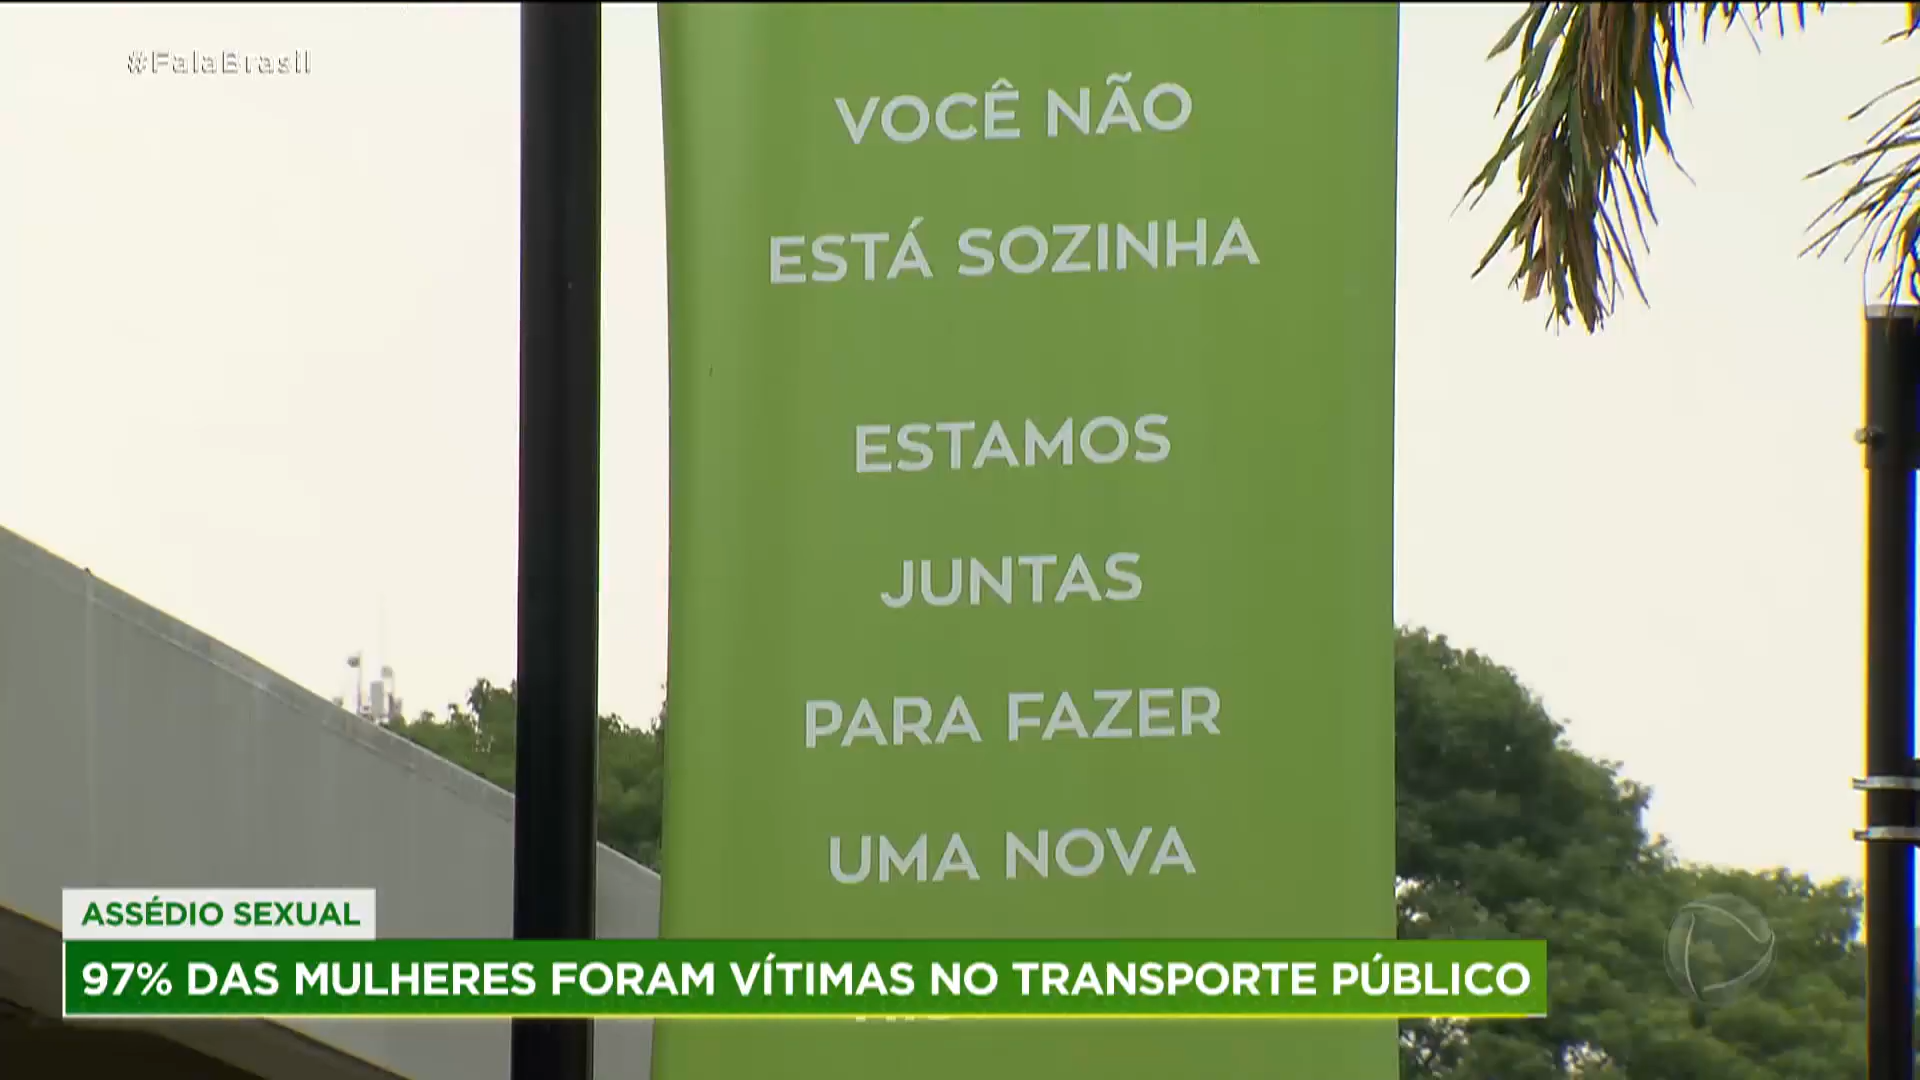 #FalaBrasil
VOCÊ NÃO
ESTÁ SOZINHA
ESTAMOS
JUNTAS
PARA FAZER
UMA NOVA
ASSÉDIO SEXUAL
97% DAS MULHERES FORAM VÍTIMAS NO TRANSPORTE PÚBLICO